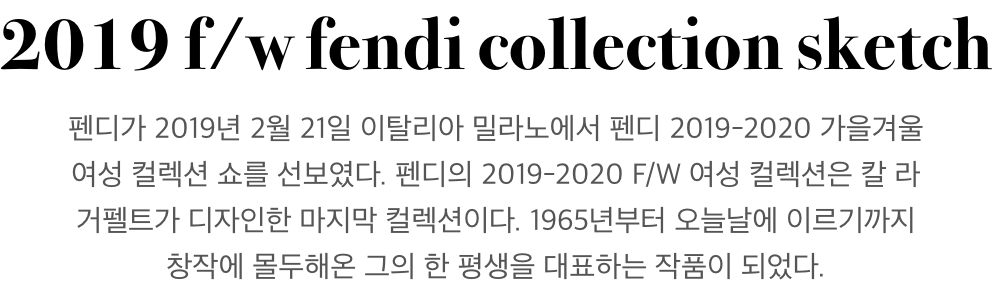 2019 f/w fendi collection sketch
펜디가 2019년 2월 21일 이탈리아 밀라노에서 펜디 2019-2020 가을겨울
여성 컬렉션 쇼를 선보였다. 펜디의 2019-2020 F/W 여성 컬렉션은 칼 라
거펠트가 디자인한 마지막 컬렉션이다. 1965년부터 오늘날에 이르기까지
창작에 몰두해온 그의 한 평생을 대표하는 작품이 되었다.